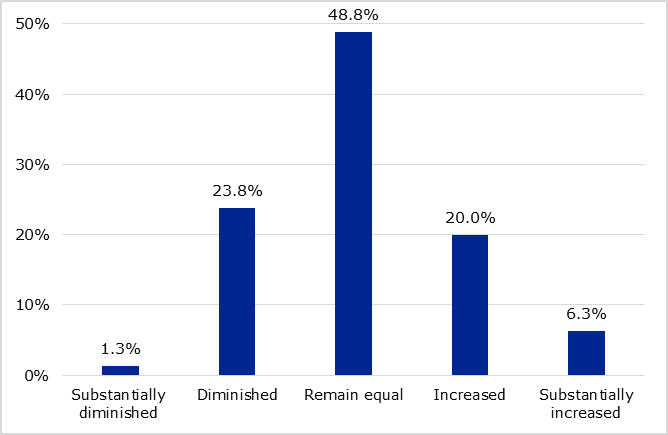 50%
40%
30%
20%
10%
0%
1.3%
23.8%
48.8%
20.0%
6.3%
Substantially
diminished
Diminished
Remain equal
Increased
Substantially
increased